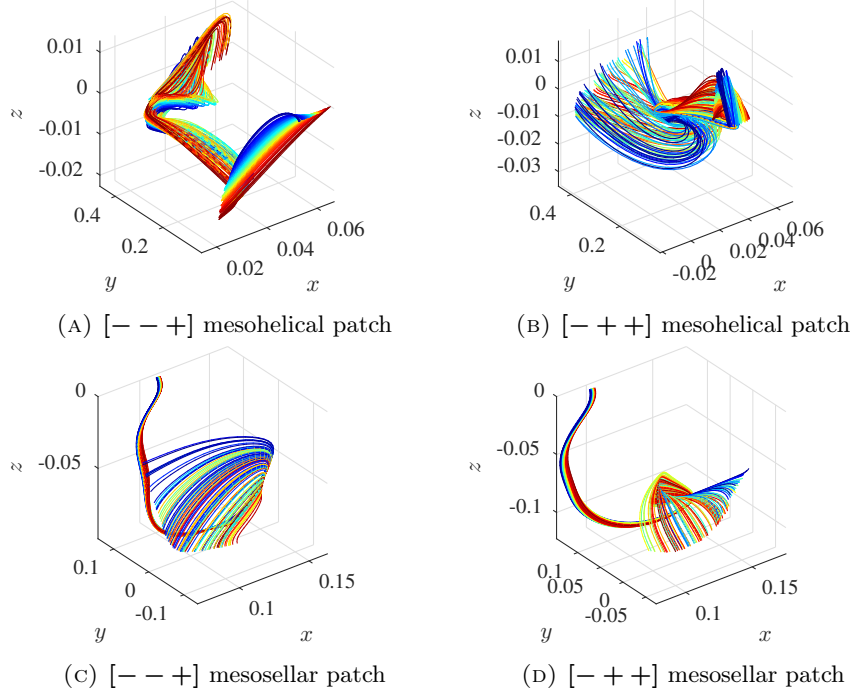 0.01
0
-0.01
-0.02
z
0.4
0.2
y
0.02
0.04
0.06
x
0.01
0
-0.01
-0.02
-0.03
z
0.4
0.2
y
-0.02
0
0.02
0.04
0.06
x
(A) [− − +] mesohelical patch
(B) [− + +] mesohelical patch
0
-0.05
z
0.1
0
-0.1
y
0.1
0.15
x
0
-0.05
-0.1
z
0.1
0.05
0
-0.05
y
0.1
0.15
x
(C) [− − +] mesosellar patch
(D) [− + +] mesosellar patch